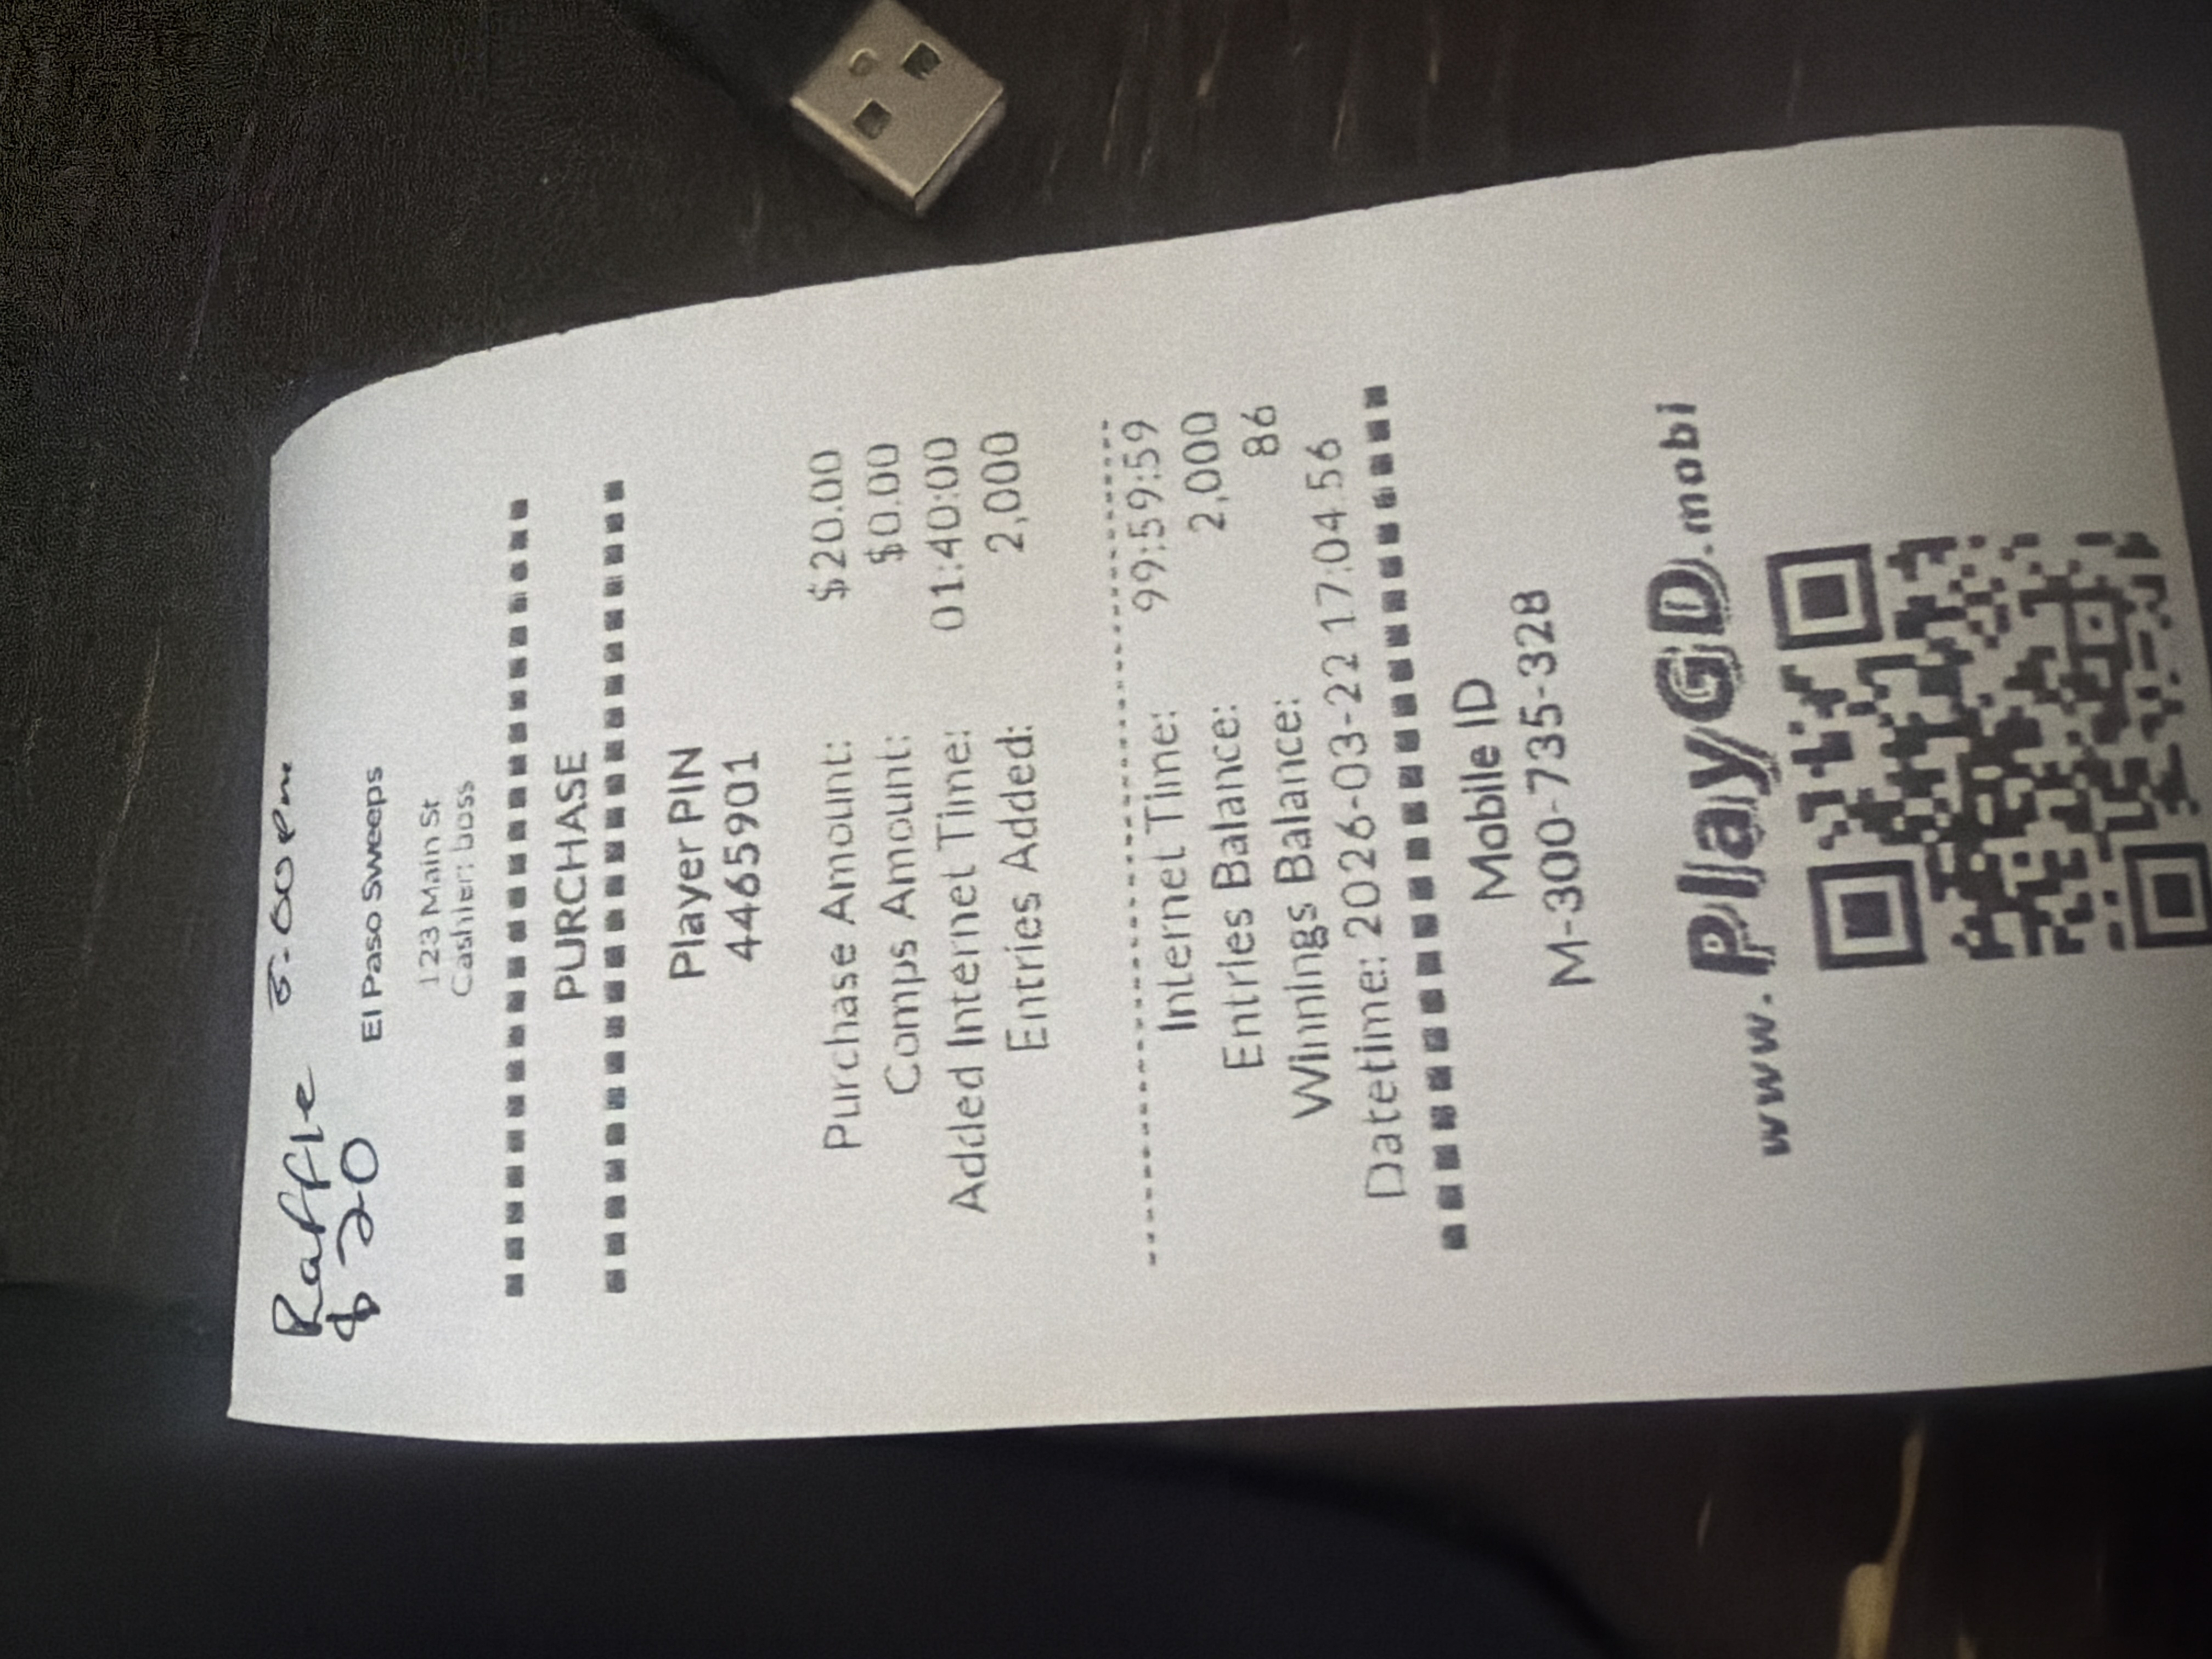 Raffle 5:00 Pm
$20
El Paso Sweeps
123 Main St
Cashier: boss
PURCHASE
Player PIN
4465901
Purchase Amount: $20.00
Comps Amount: $0.00
Added Internet Time: 01:40:00
Entries Added: 2,000
Internet Time: 99:59:59
Entries Balance: 2,000
Winnings Balance: 86
Datetime: 2026-03-22 17:04:56
Mobile ID
M-300-735-328
www.PlayGD.mobi